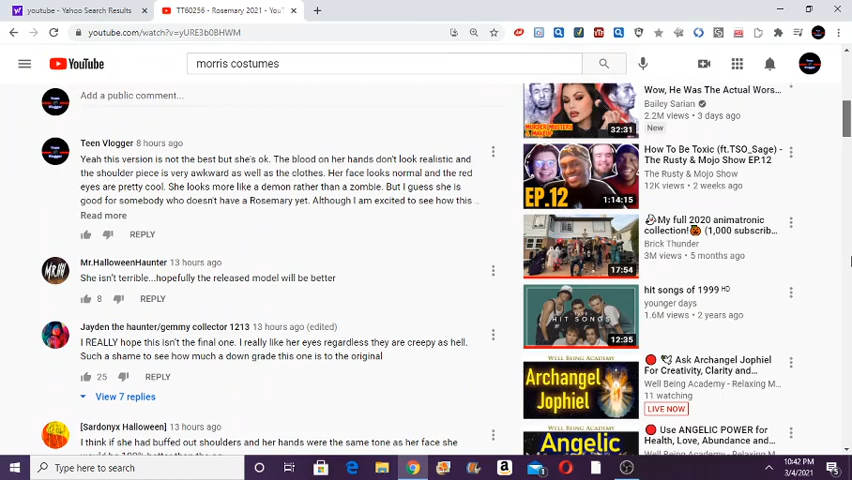 youtube - Yahoo Search Results
TT60256 - Rosemary 2021 - YouT
youtube.com/watch?v=yURE3b0BHWM
YouTube
morris costumes
Add a public comment...
Teen Vlogger 8 hours ago
Yeah this version is not the best but she's ok. The blood on her hands don't look realistic and
the shoulder piece is very awkward as well as the clothes. Her face looks normal and the red
eyes are pretty cool. She looks more like a demon rather than a zombie. But I guess she is
good for somebody who doesn't have a Rosemary yet. Although I am excited to see how this ..
Read more
REPLY
Mr.HalloweenHaunter 13 hours ago
She isn't terrible...hopefully the released model will be better
8 REPLY
Jayden the haunter/gemmy collector 1213 13 hours ago (edited)
I REALLY hope this isn't the final one. I really like her eyes regardless they are creepy as hell.
Such a shame to see how much a down grade this one is to the original
25 REPLY
View 7 replies
[Sardonyx Halloween] 13 hours ago
I think if she had buffed out shoulders and her hands were the same tone as her face she
32:31
Wow, He Was The Actual Wors...
Bailey Sarian
2.2M views • 3 days ago
New
EP.12
1:14:15
How To Be Toxic (ft.TSO_Sage) -
The Rusty & Mojo Show EP.12
The Rusty & Mojo Show
12K views • 2 weeks ago
17:54
My full 2020 animatronic
collection! (1,000 subscrib...
Brick Thunder
3M views • 5 months ago
HIT SONGS
12:35
hit songs of 1999 HD
younger days
1.6M views • 2 years ago
WELL BEING ACADEMY
Archangel
Jophiel
Ask Archangel Jophiel
For Creativity, Clarity and...
Well Being Academy - Relaxing M...
11 watching
LIVE NOW
WELL BEING ACADEMY
Angelic
Use ANGELIC POWER for
Health, Love, Abundance and...
Well Being Academy - Relaxing M...
Type here to search
10:42 PM
3/4/2021